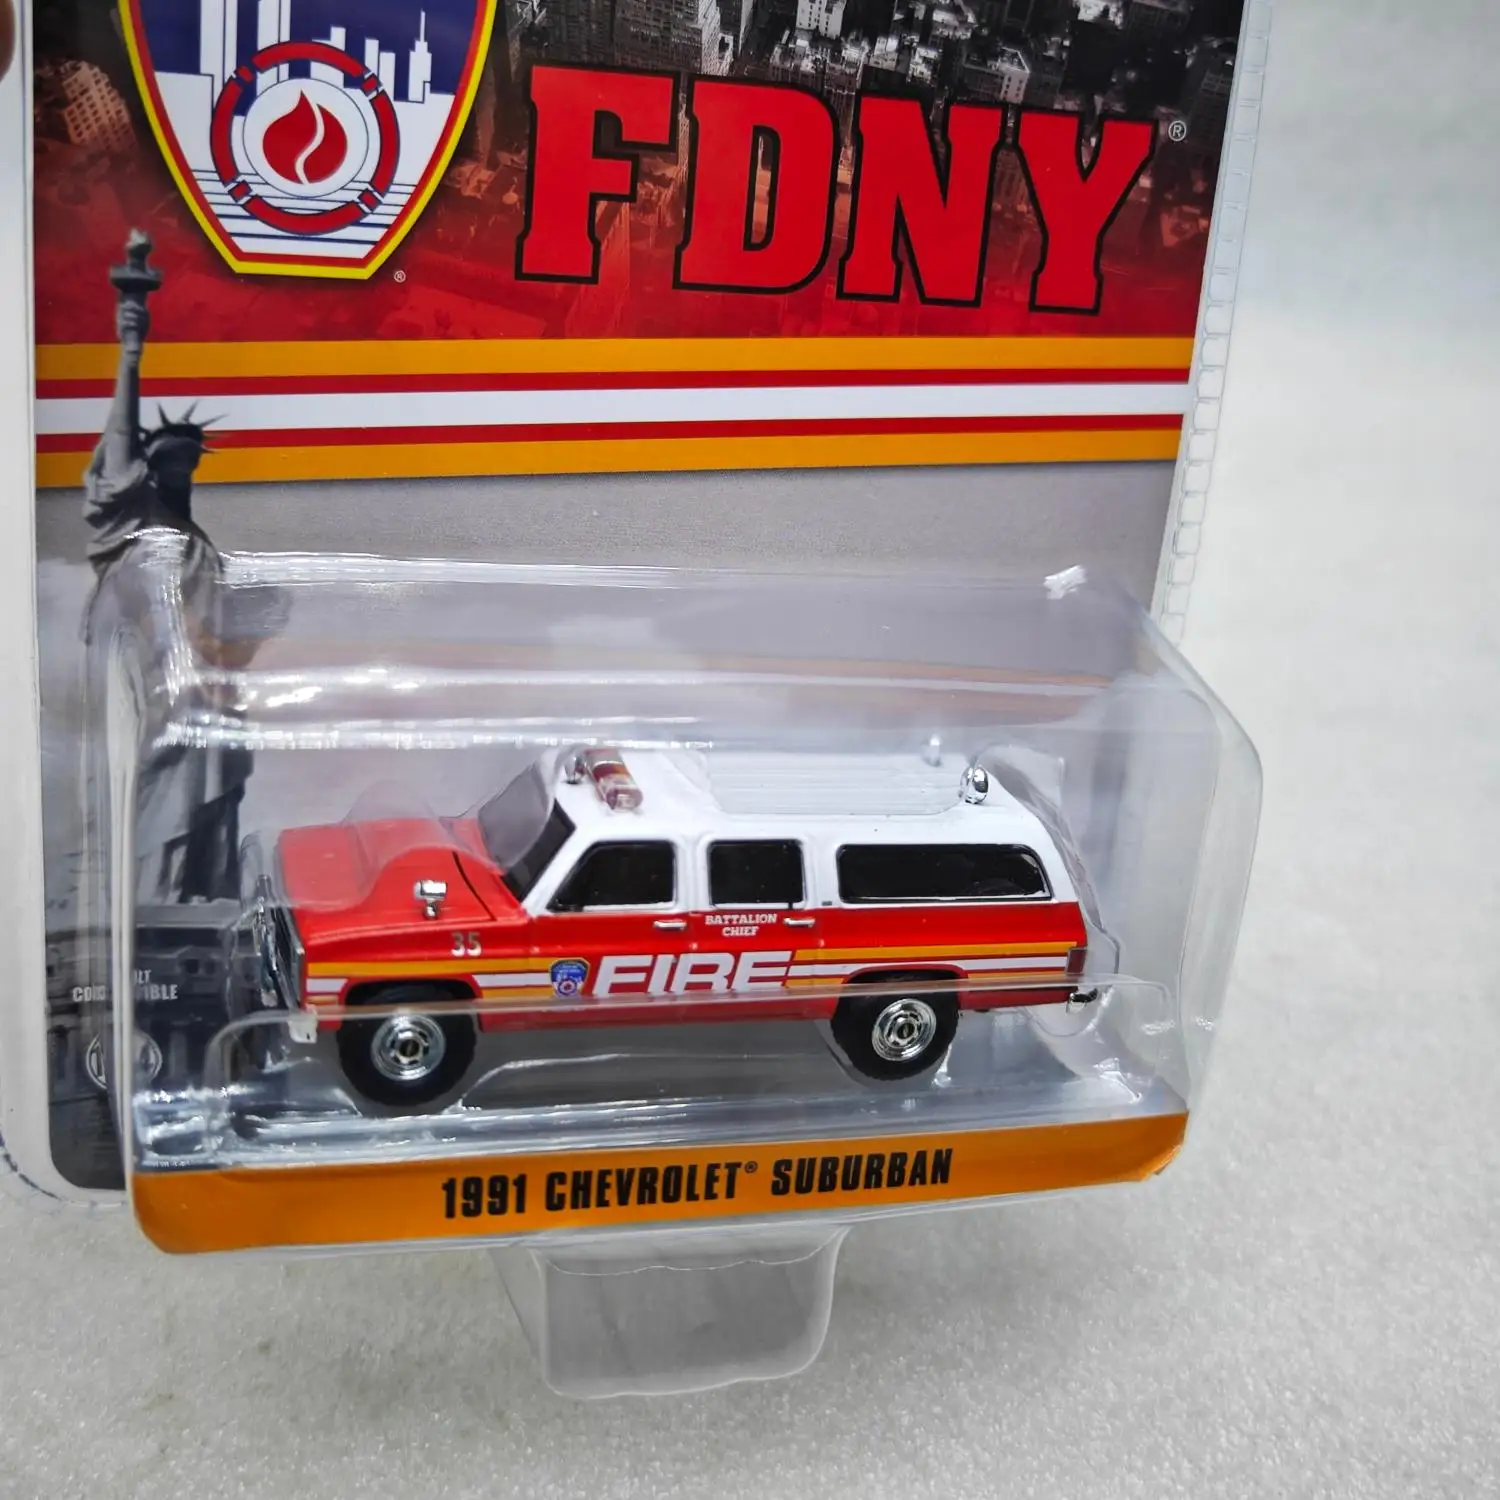 FDNY®
®
35
BATTALION
CHIEF
FIRE
1991 CHEVROLET® SUBURBAN